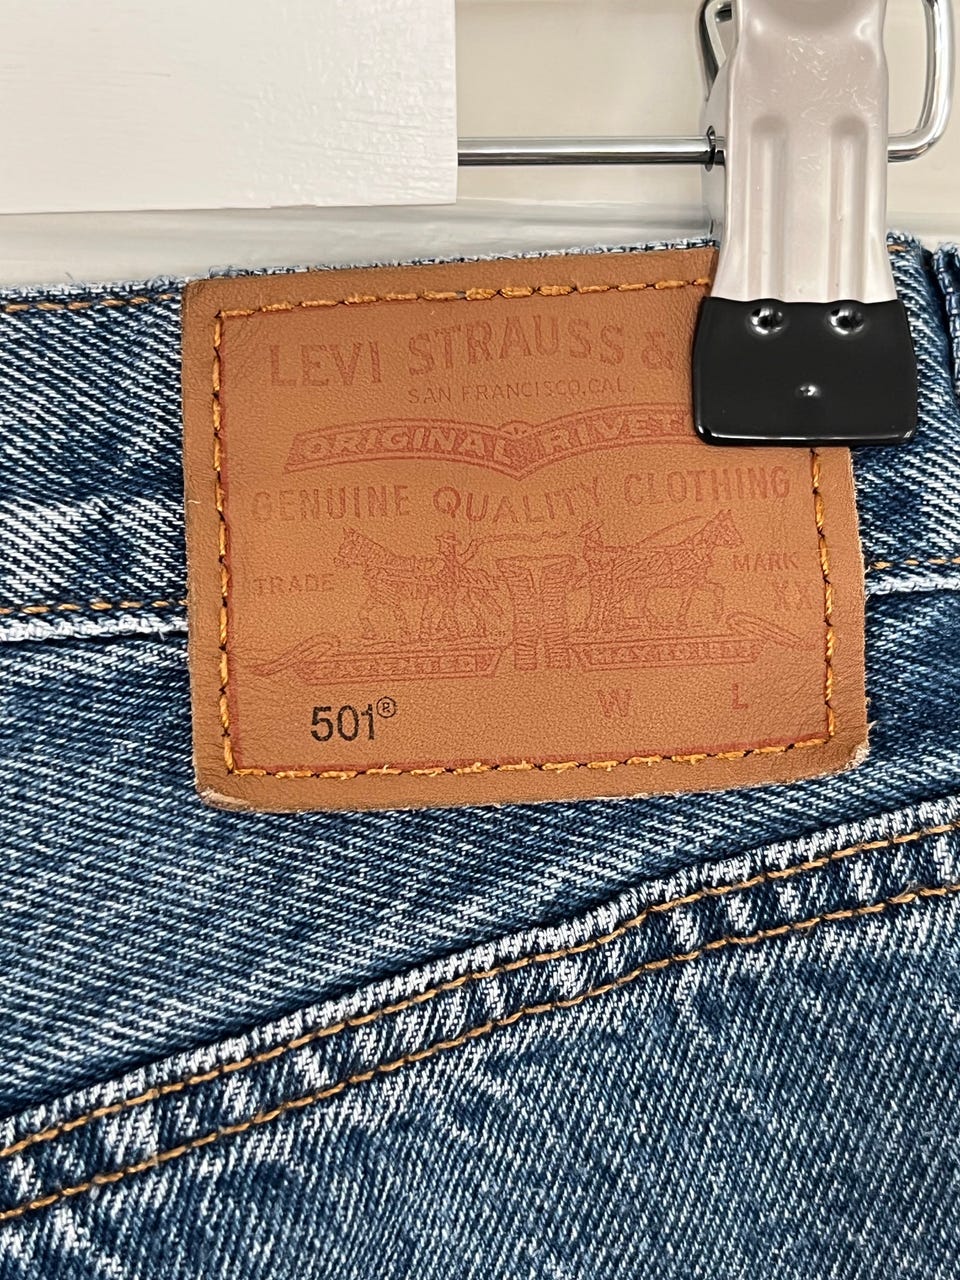 LEVI STRAUSS &
SAN FRANCISCO, CAL.
ORIGINAL RIVET
GENUINE QUALITY CLOTHING
TRADE MARK
XX
501® W L